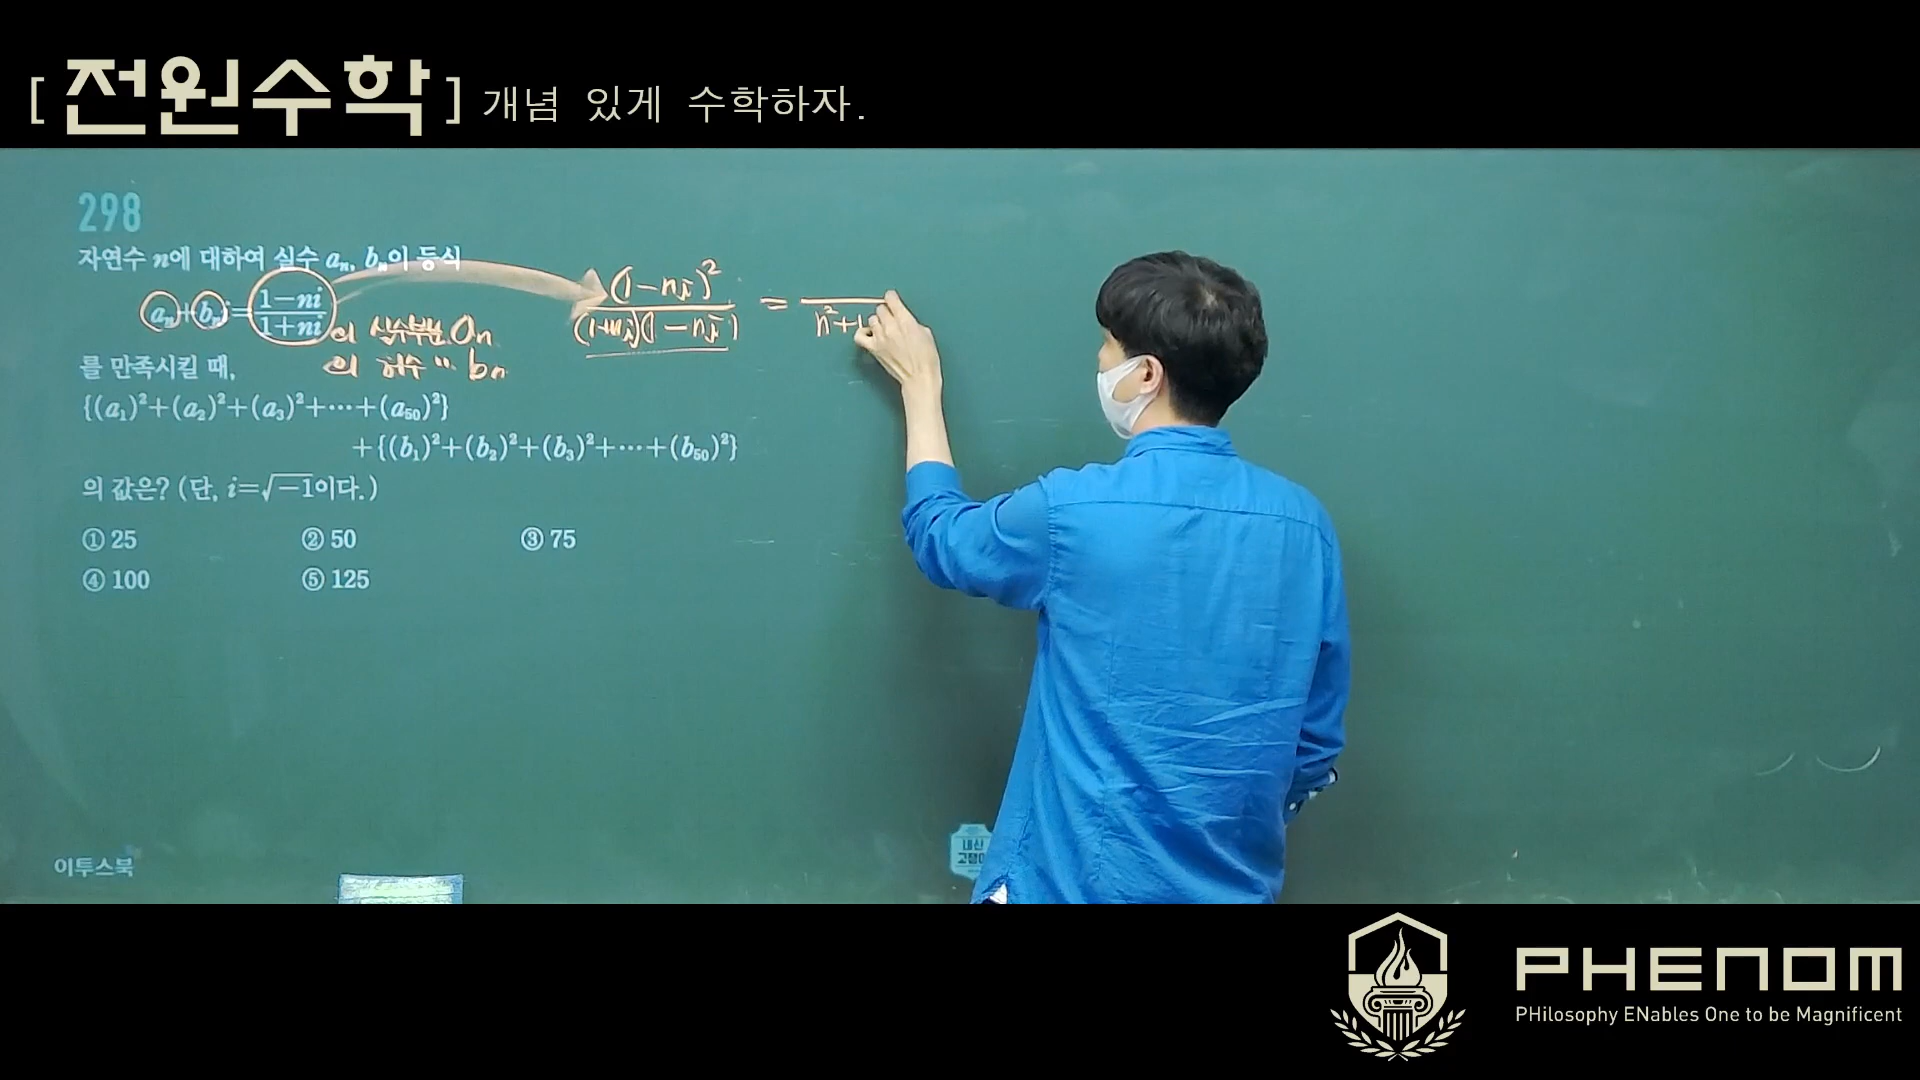 [전원수학] 개념 있게 수학하자.
298
자연수 n에 대하여 실수 aₙ, bₙ이 등식
aₙ+bₙi=(1-ni)/(1+ni)
의 실수부분 aₙ
의 허수 〃 bₙ
(1-ni)²/((1+ni)(1-ni)) = /(n²+1
를 만족시킬 때,
{(a₁)²+(a₂)²+(a₃)²+⋯+(a₅₀)²}
+{(b₁)²+(b₂)²+(b₃)²+⋯+(b₅₀)²}
의 값은? (단, i=√-1이다.)
① 25 ② 50 ③ 75
④ 100 ⑤ 125
이투스북
내신
PHENOM
PHilosophy ENables One to be Magnificent